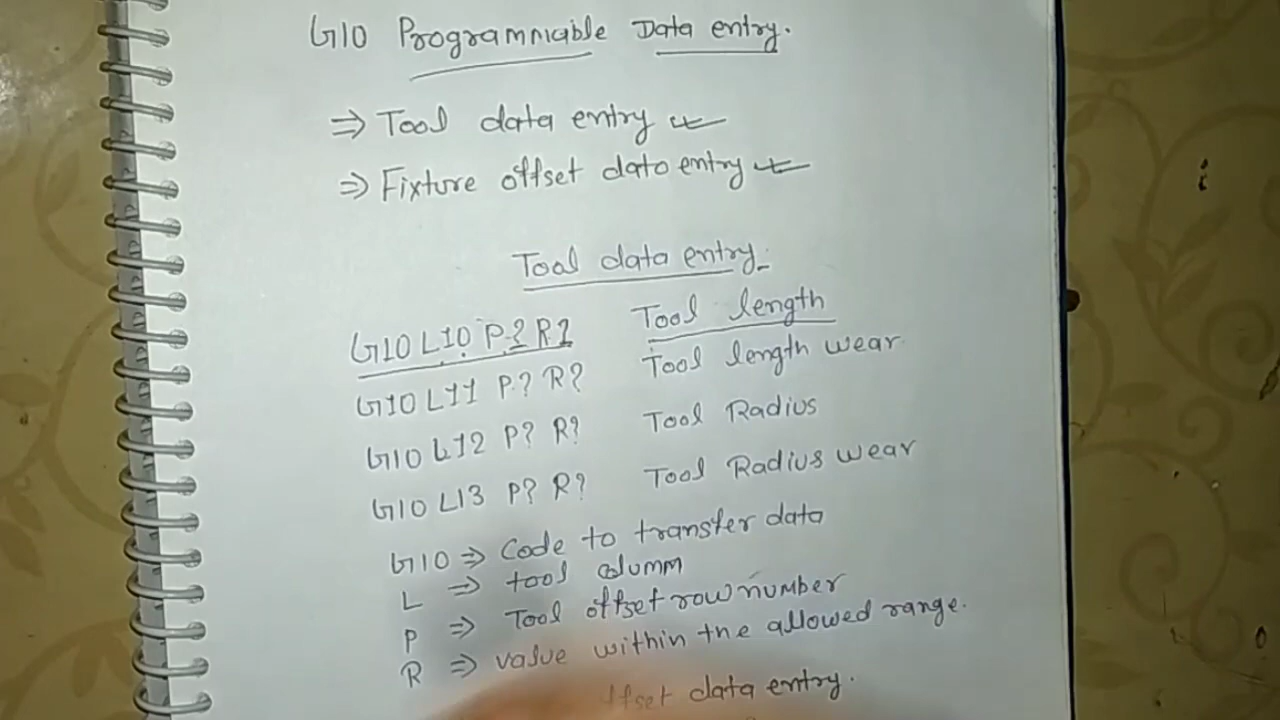 G10 Programmable Data entry.
⇒ Tool data entry
⇒ Fixture offset data entry
Tool data entry
G10 L10 P? R? Tool length
G10 L11 P? R? Tool length wear
G10 L12 P? R? Tool Radius
G10 L13 P? R? Tool Radius wear
G10 ⇒ Code to transfer data
L ⇒ tool column
P ⇒ Tool offset row number
R ⇒ value within the allowed range.
data entry.